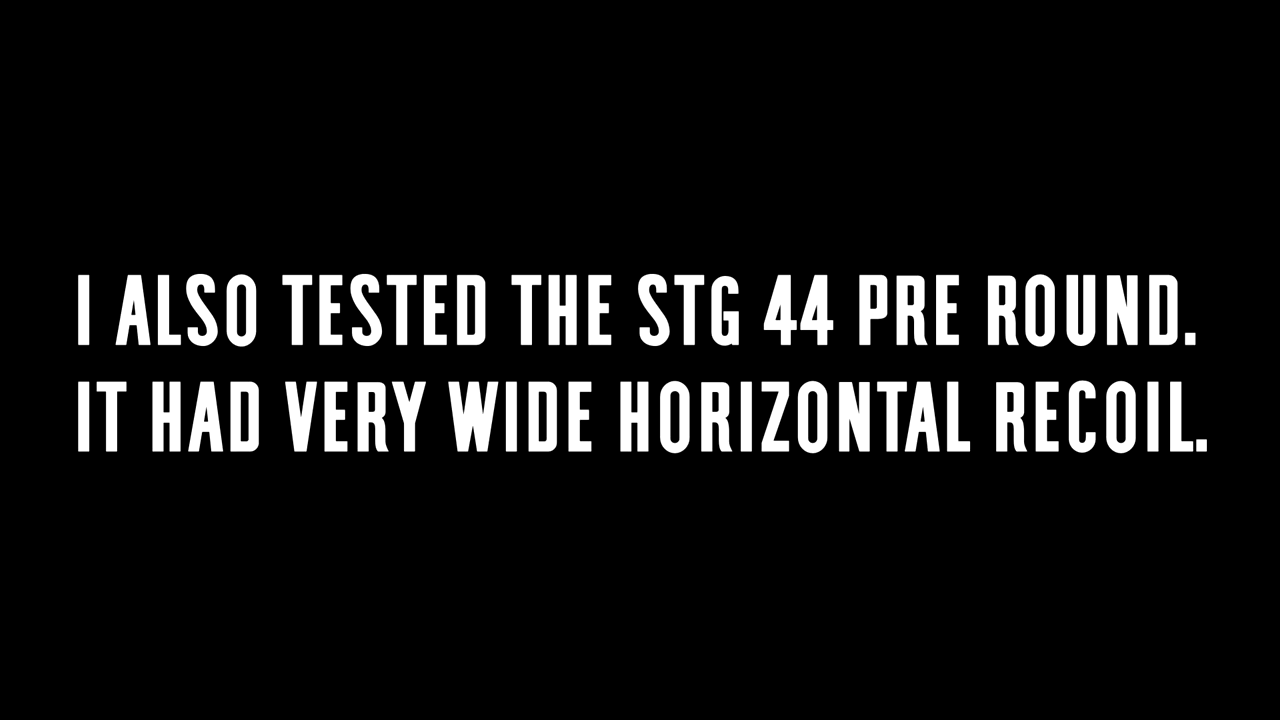 I ALSO TESTED THE STG 44 PRE ROUND.
IT HAD VERY WIDE HORIZONTAL RECOIL.